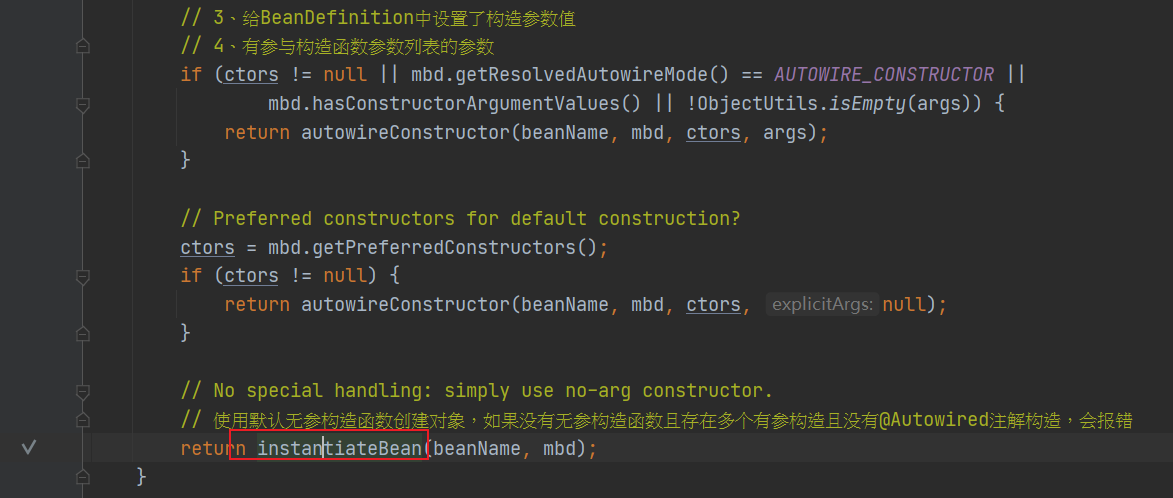 // 3、给BeanDefinition中设置了构造参数值
// 4、有参与构造函数参数列表的参数
if (ctors != null || mbd.getResolvedAutowireMode() == AUTOWIRE_CONSTRUCTOR ||
mbd.hasConstructorArgumentValues() || !ObjectUtils.isEmpty(args)) {
return autowireConstructor(beanName, mbd, ctors, args);
}
// Preferred constructors for default construction?
ctors = mbd.getPreferredConstructors();
if (ctors != null) {
return autowireConstructor(beanName, mbd, ctors, explicitArgs: null);
}
// No special handling: simply use no-arg constructor.
// 使用默认无参构造函数创建对象，如果没有无参构造函数且存在多个有参构造且没有@Autowired注解构造，会报错
return instantiateBean(beanName, mbd);
}